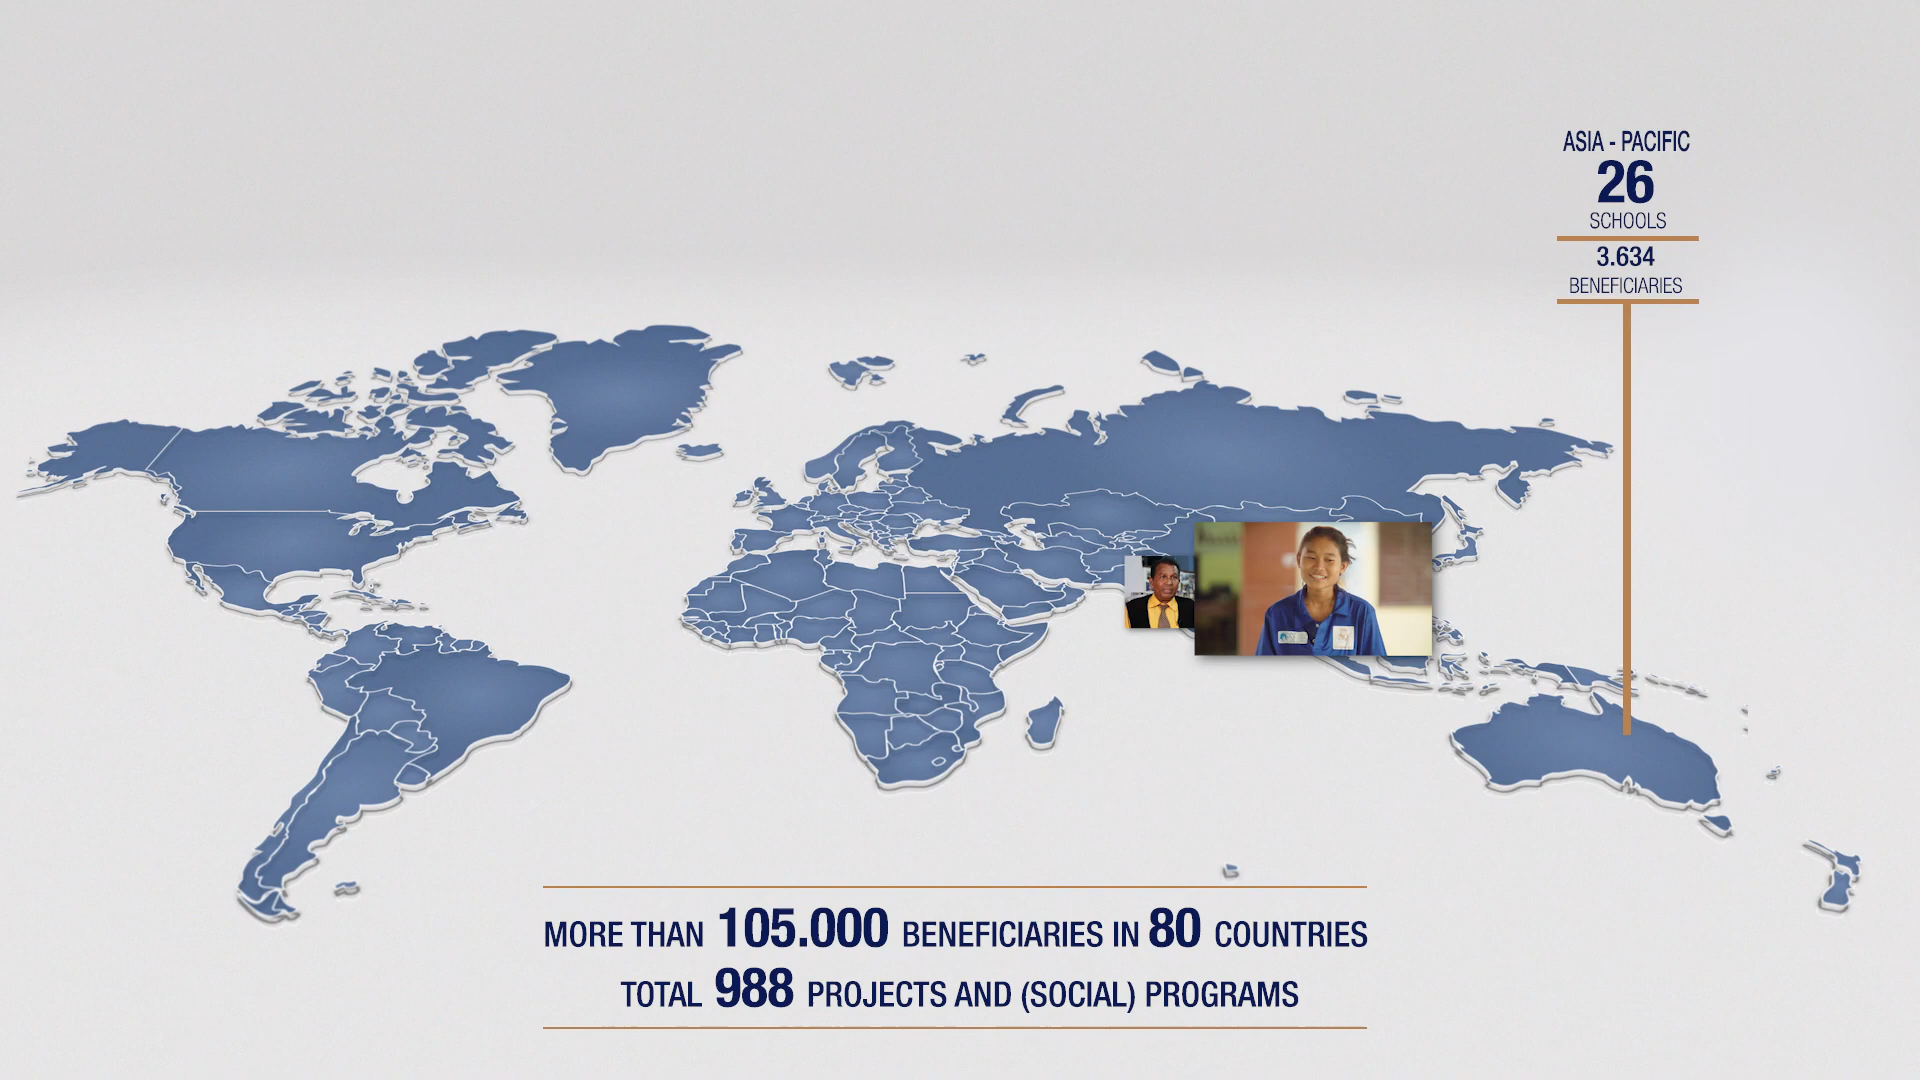 ASIA - PACIFIC
26
SCHOOLS
3.634
BENEFICIARIES
MORE THAN 105.000 BENEFICIARIES IN 80 COUNTRIES
TOTAL 988 PROJECTS AND (SOCIAL) PROGRAMS